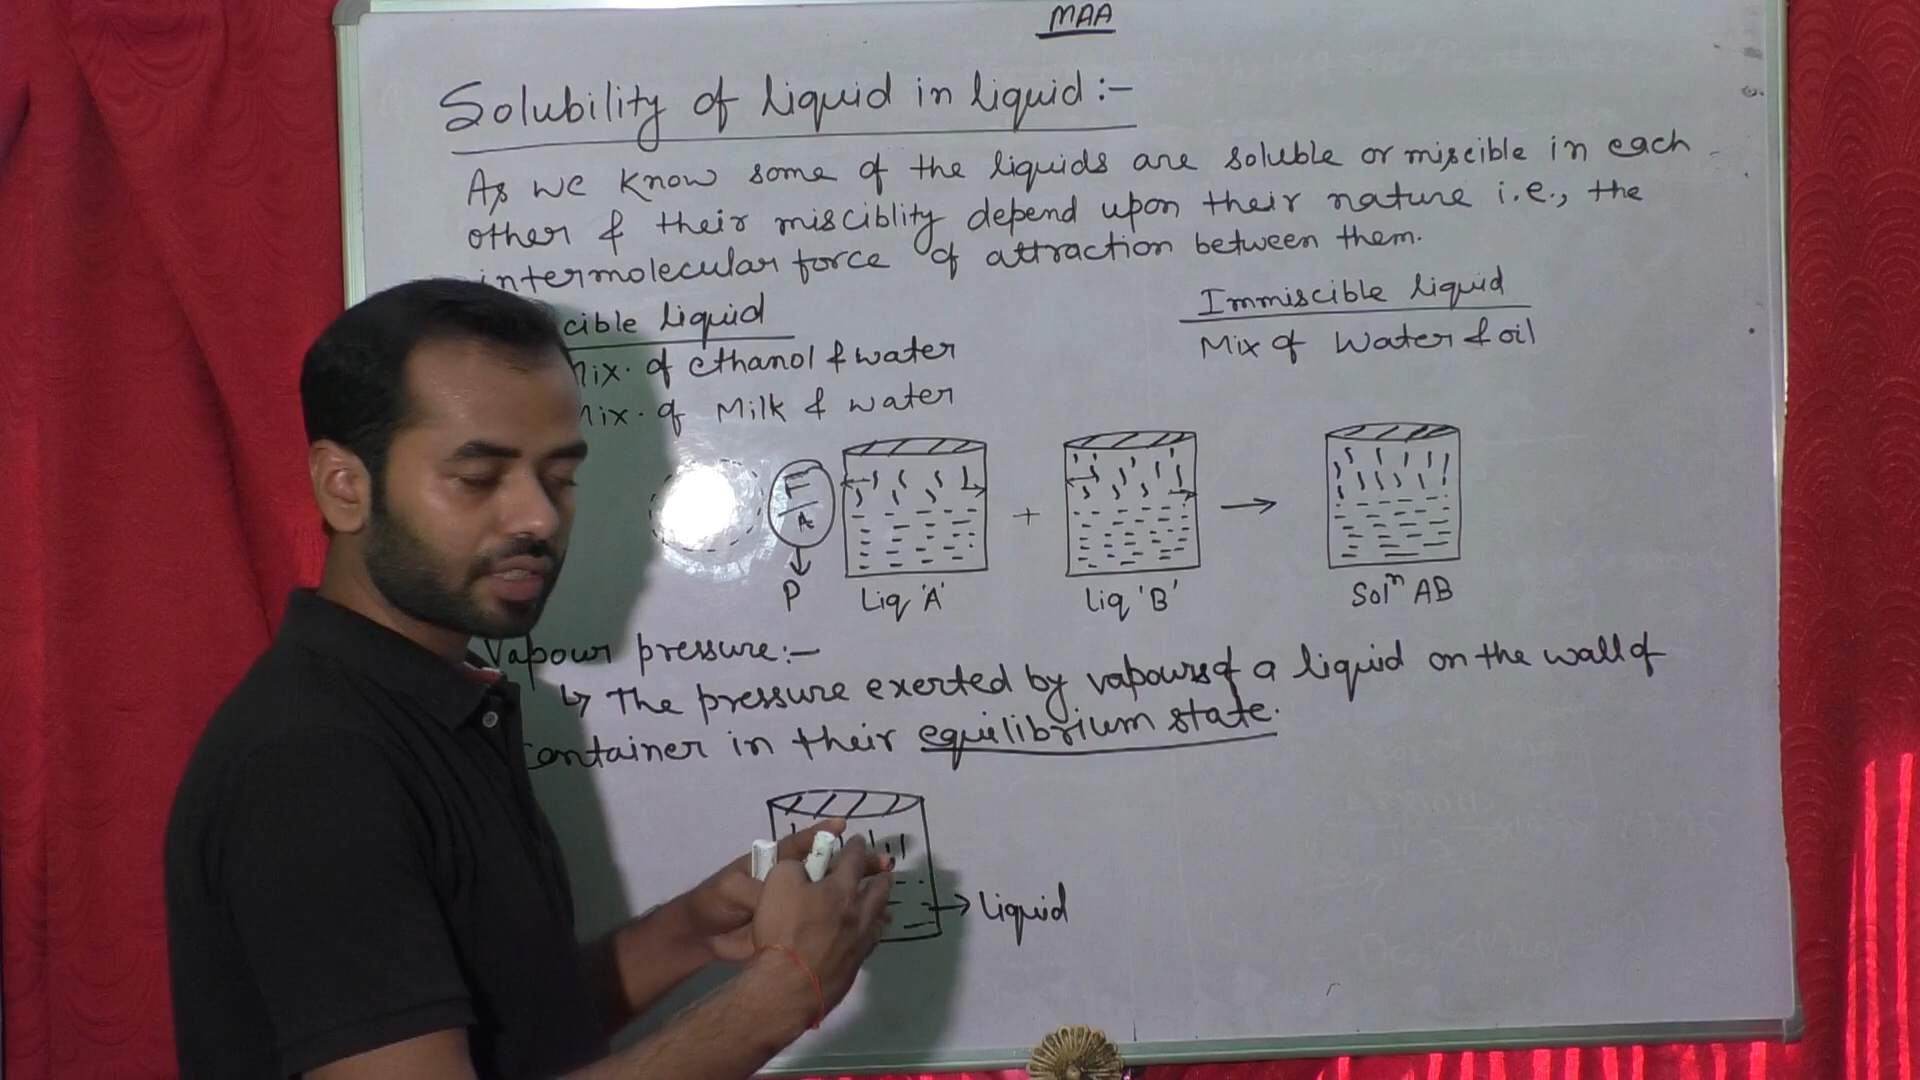 MAA
Solubility of liquid in liquid :-
As we know some of the liquids are soluble or miscible in each
other & their misciblity depend upon their nature i.e., the
intermolecular force of attraction between them.
cible liquid
Immiscible liquid
Mix. of ethanol & water
Mix of water & oil
Mix. of Milk & water
F
A
+
P
Liq 'A'
Liq 'B'
Solⁿ AB
Vapour pressure :-
↳ The pressure exerted by vapours of a liquid on the wall of
container in their equilibrium state.
→ liquid